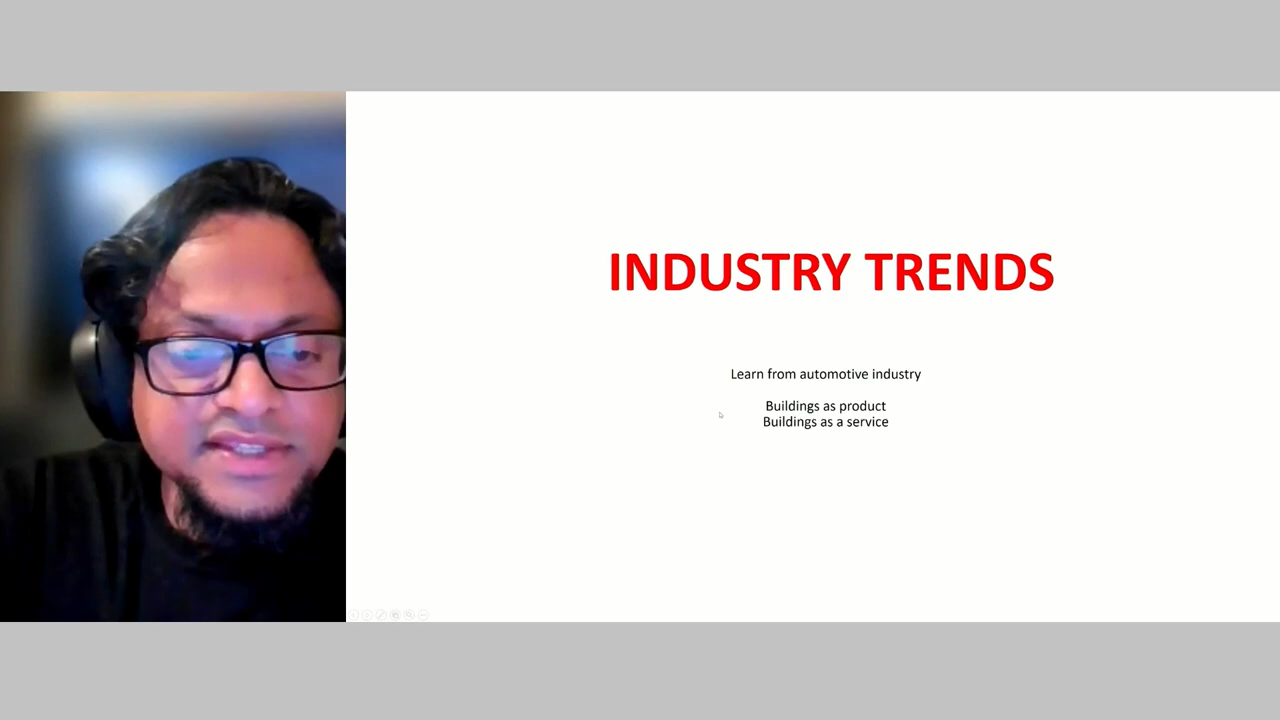 INDUSTRY TRENDS
Learn from automotive industry
Buildings as product
Buildings as a service